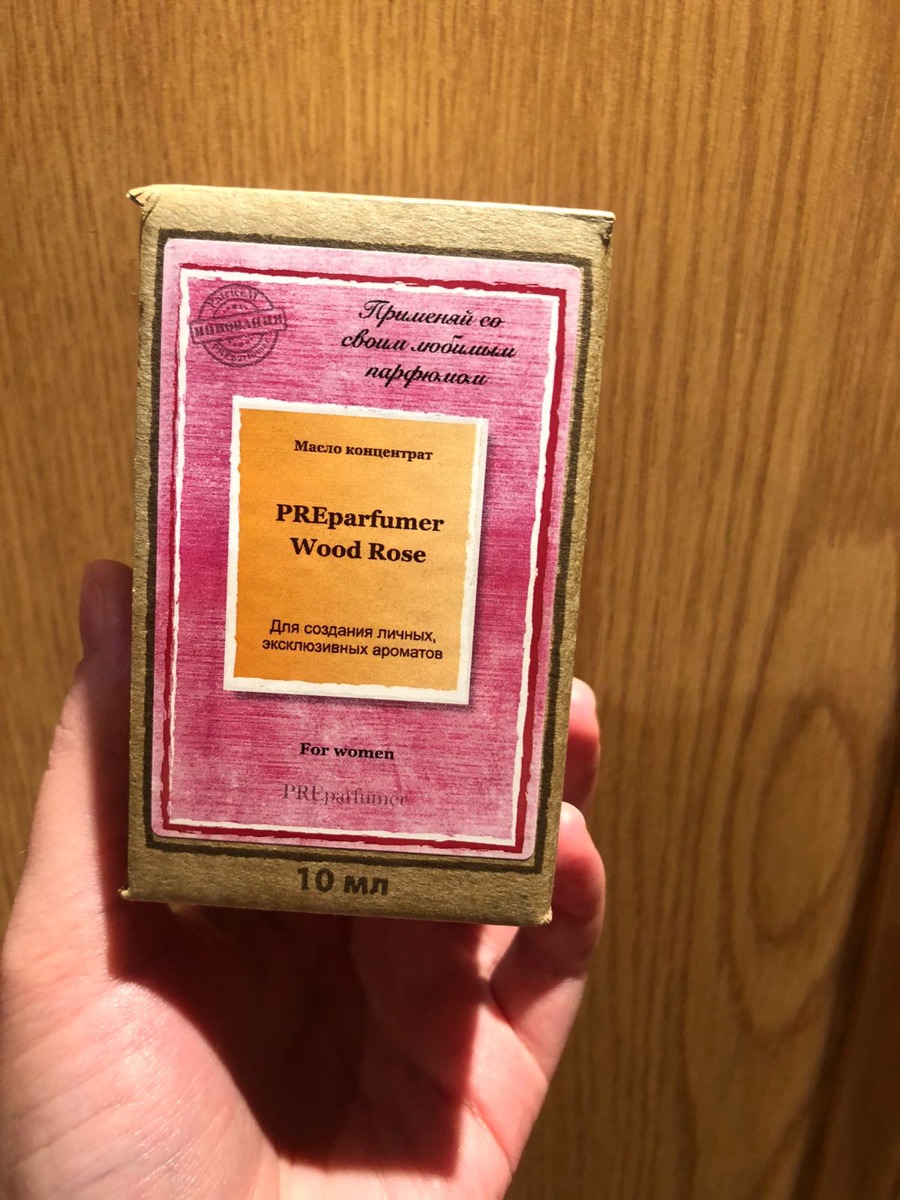 ИННОВАЦИЯ
Применяй со
своим любимым
парфюмом
Масло концентрат
PREparfumer
Wood Rose
Для создания личных,
эксклюзивных ароматов
For women
PREparfumer
10 мл